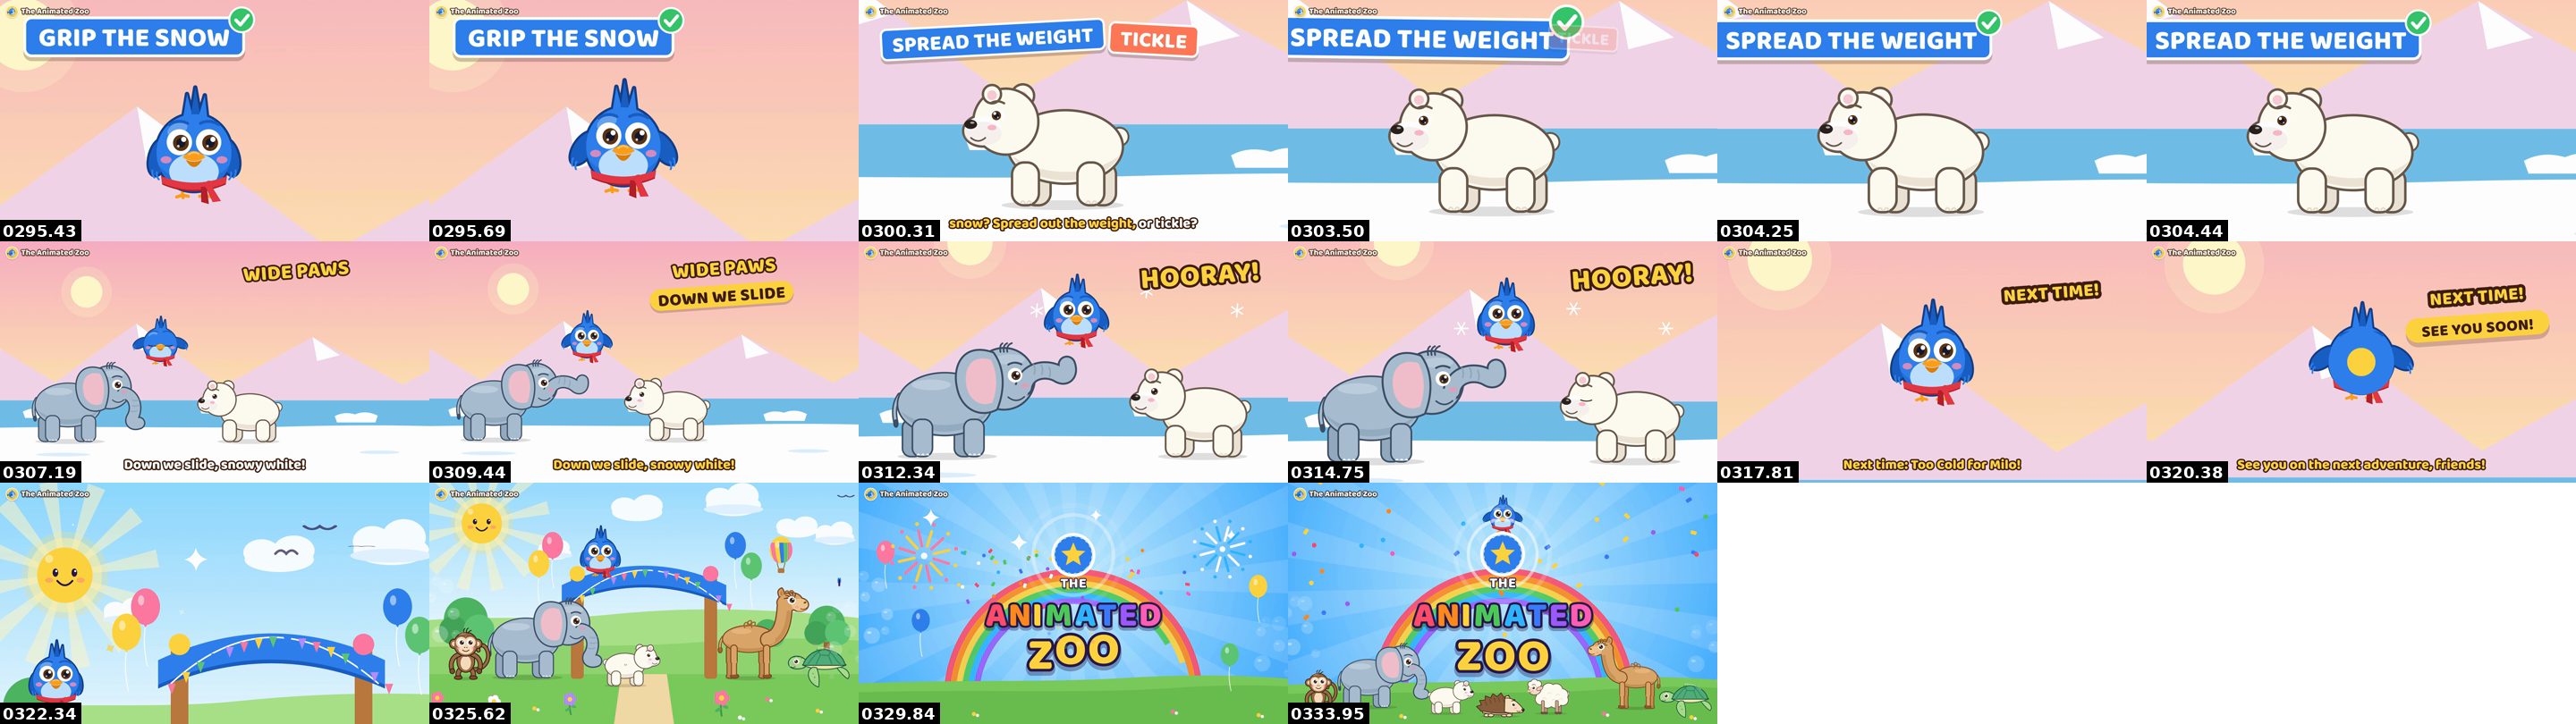 The Animated Zoo
GRIP THE SNOW
0295.43
The Animated Zoo
GRIP THE SNOW
0295.69
The Animated Zoo
SPREAD THE WEIGHT
TICKLE
snow? Spread out the weight, or tickle?
0300.31
The Animated Zoo
SPREAD THE WEIGHT
TICKLE
0303.50
The Animated Zoo
SPREAD THE WEIGHT
0304.25
The Animated Zoo
SPREAD THE WEIGHT
0304.44
The Animated Zoo
WIDE PAWS
Down we slide, snowy white!
0307.19
The Animated Zoo
WIDE PAWS
DOWN WE SLIDE
Down we slide, snowy white!
0309.44
The Animated Zoo
HOORAY!
0312.34
The Animated Zoo
HOORAY!
0314.75
The Animated Zoo
NEXT TIME!
Next time: Too Cold for Milo!
0317.81
The Animated Zoo
NEXT TIME!
SEE YOU SOON!
See you on the next adventure, friends!
0320.38
The Animated Zoo
0322.34
The Animated Zoo
0325.62
The Animated Zoo
THE
ANIMATED
ZOO
0329.84
The Animated Zoo
THE
ANIMATED
ZOO
0333.95